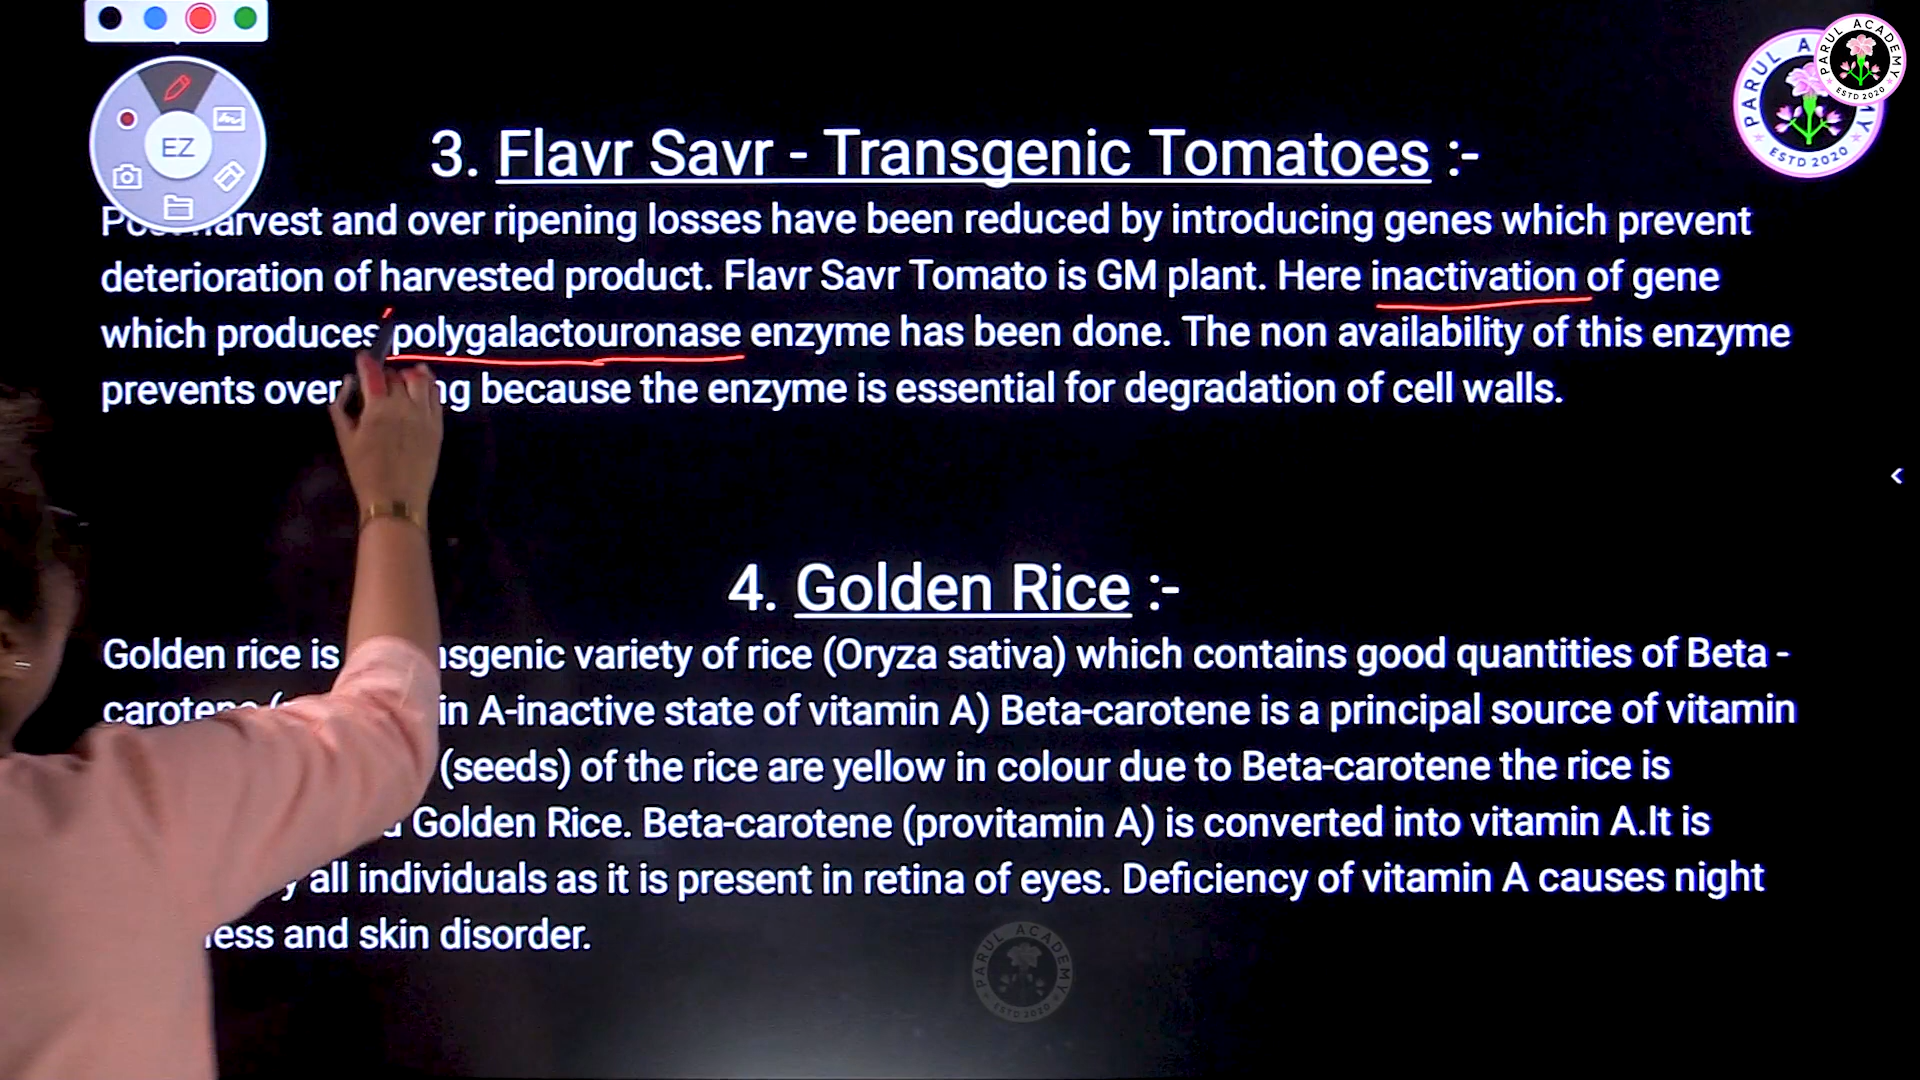 EZ
PARUL ACADEMY
ESTD 2020
3. Flavr Savr - Transgenic Tomatoes :-
and over ripening losses have been reduced by introducing genes which prevent
deterioration of harvested product. Flavr Savr Tomato is GM plant. Here inactivation of gene
which produces polygalactouronase enzyme has been done. The non availability of this enzyme
prevents because the enzyme is essential for degradation of cell walls.
4. Golden Rice :-
Golden rice is variety of rice (Oryza sativa) which contains good quantities of Beta -
A-inactive state of vitamin A) Beta-carotene is a principal source of vitamin
(seeds) of the rice are yellow in colour due to Beta-carotene the rice is
Golden Rice. Beta-carotene (provitamin A) is converted into vitamin A.It is
all individuals as it is present in retina of eyes. Deficiency of vitamin A causes night
and skin disorder.
PARUL ACADEMY
ESTD 2020